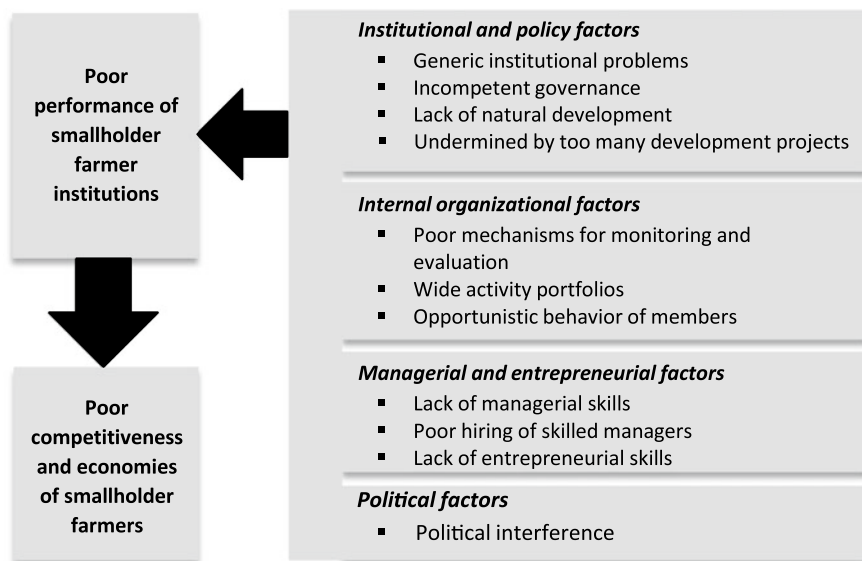 Poor
performance of
smallholder
farmer
institutions
Poor
competitiveness
and economies
of smallholder
farmers
Institutional and policy factors
▪ Generic institutional problems
▪ Incompetent governance
▪ Lack of natural development
▪ Undermined by too many development projects
Internal organizational factors
▪ Poor mechanisms for monitoring and
evaluation
▪ Wide activity portfolios
▪ Opportunistic behavior of members
Managerial and entrepreneurial factors
▪ Lack of managerial skills
▪ Poor hiring of skilled managers
▪ Lack of entrepreneurial skills
Political factors
▪ Political interference